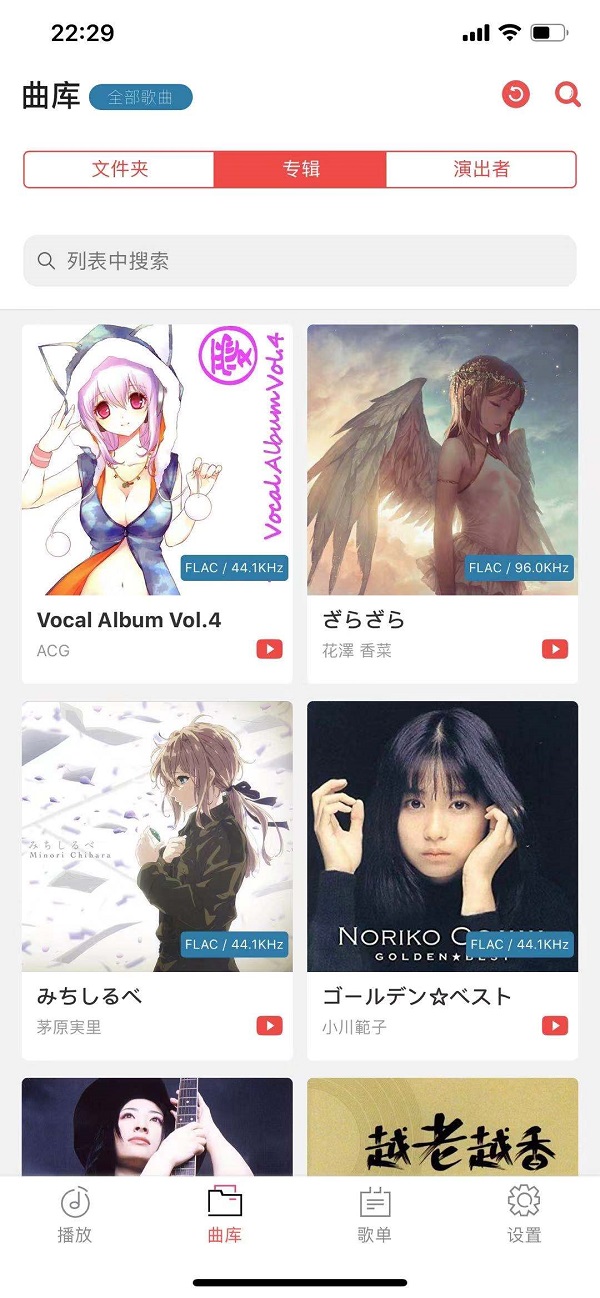 22:29
曲库 全部歌曲
文件夹 专辑 演出者
列表中搜索
Vocal Album Vol.4
FLAC / 44.1KHz
Vocal Album Vol.4
ACG
FLAC / 96.0KHz
ざらざら
花澤 香菜
みちしるべ
Minori Chihara
FLAC / 44.1KHz
みちしるべ
茅原実里
NORIKO
GOLDEN★BEST
FLAC / 44.1KHz
ゴールデン☆ベスト
小川範子
越老越香
播放 曲库 歌单 设置